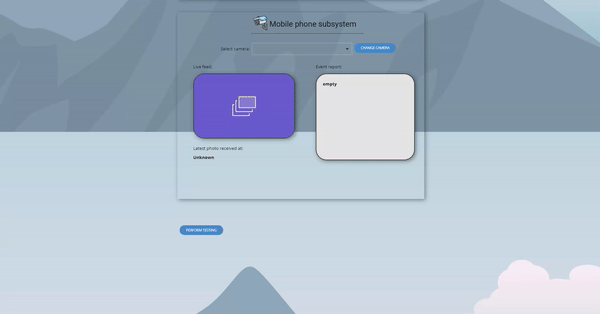 Mobile phone subsystem
Select camera:
CHANGE CAMERA
Live feed:
Event report:
empty
Latest photo received at:
Unknown
PERFORM TESTING